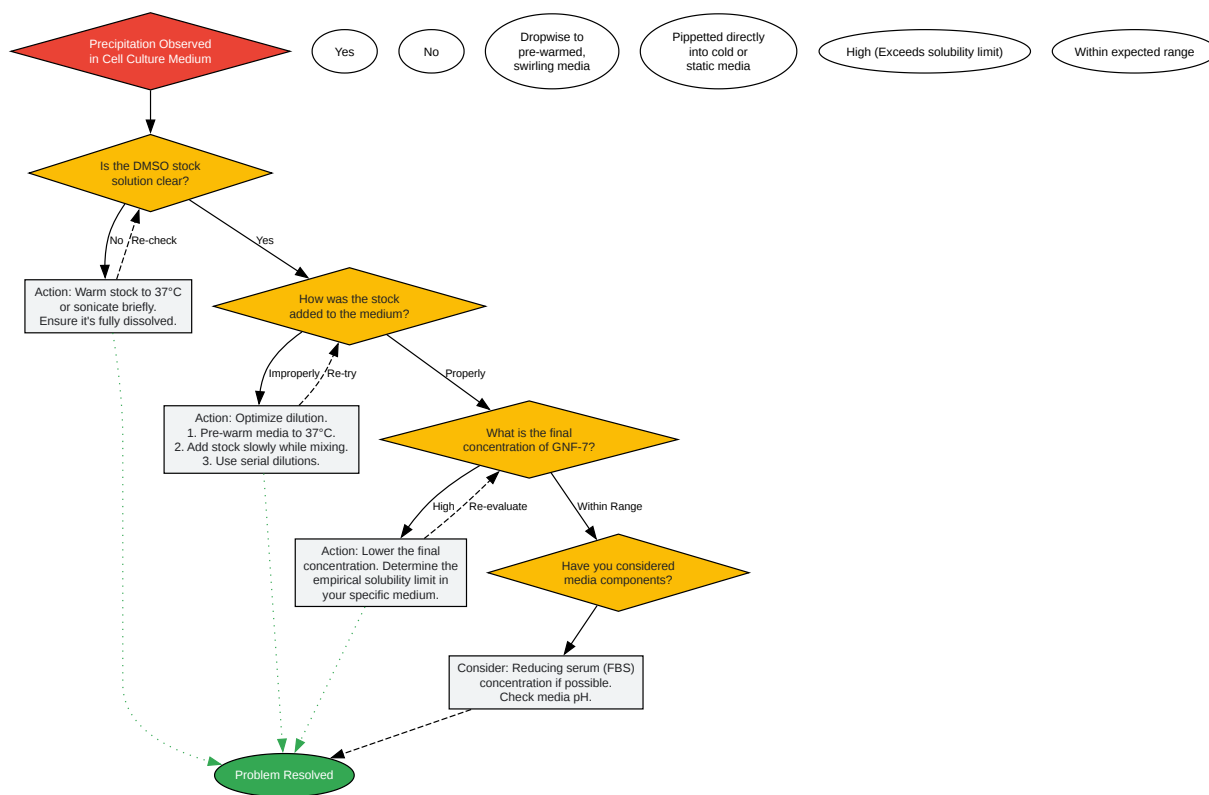 Precipitation Observed
in Cell Culture Medium
Yes
No
Dropwise to
pre-warmed,
swirling media
Pippetted directly
into cold or
static media
High (Exceeds solubility limit)
Within expected range
Is the DMSO stock
solution clear?
No
Re-check
Yes
Action: Warm stock to 37°C
or sonicate briefly.
Ensure it's fully dissolved.
How was the stock
added to the medium?
Improperly
Re-try
Properly
Action: Optimize dilution.
1. Pre-warm media to 37°C.
2. Add stock slowly while mixing.
3. Use serial dilutions.
What is the final
concentration of GNF-7?
High
Re-evaluate
Within Range
Action: Lower the final
concentration. Determine the
empirical solubility limit in
your specific medium.
Have you considered
media components?
Consider: Reducing serum (FBS)
concentration if possible.
Check media pH.
Problem Resolved